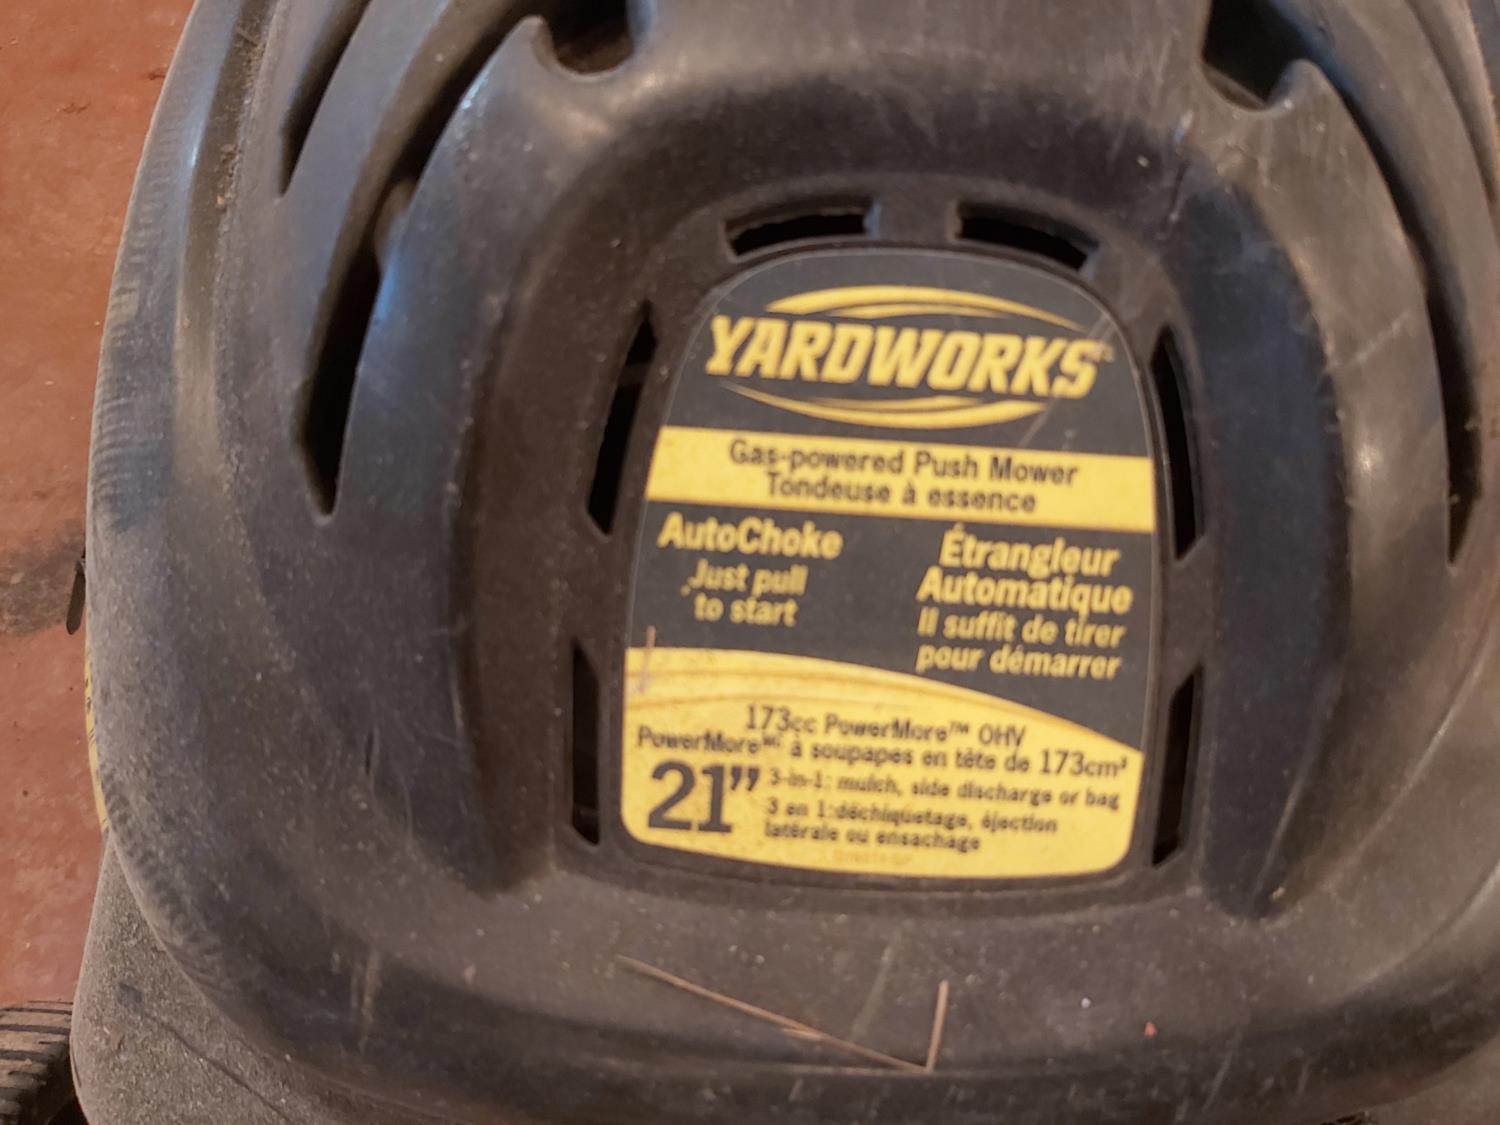 YARDWORKS
Gas-powered Push Mower
Tondeuse à essence
AutoChoke
Just pull
to start
Étrangleur
Automatique
Il suffit de tirer
pour démarrer
173cc PowerMore™ OHV
PowerMoreᴹᶜ à soupapes en tête de 173cm³
21”
3-in-1: mulch, side discharge or bag
3 en 1:déchiquetage, éjection
latérale ou ensachage